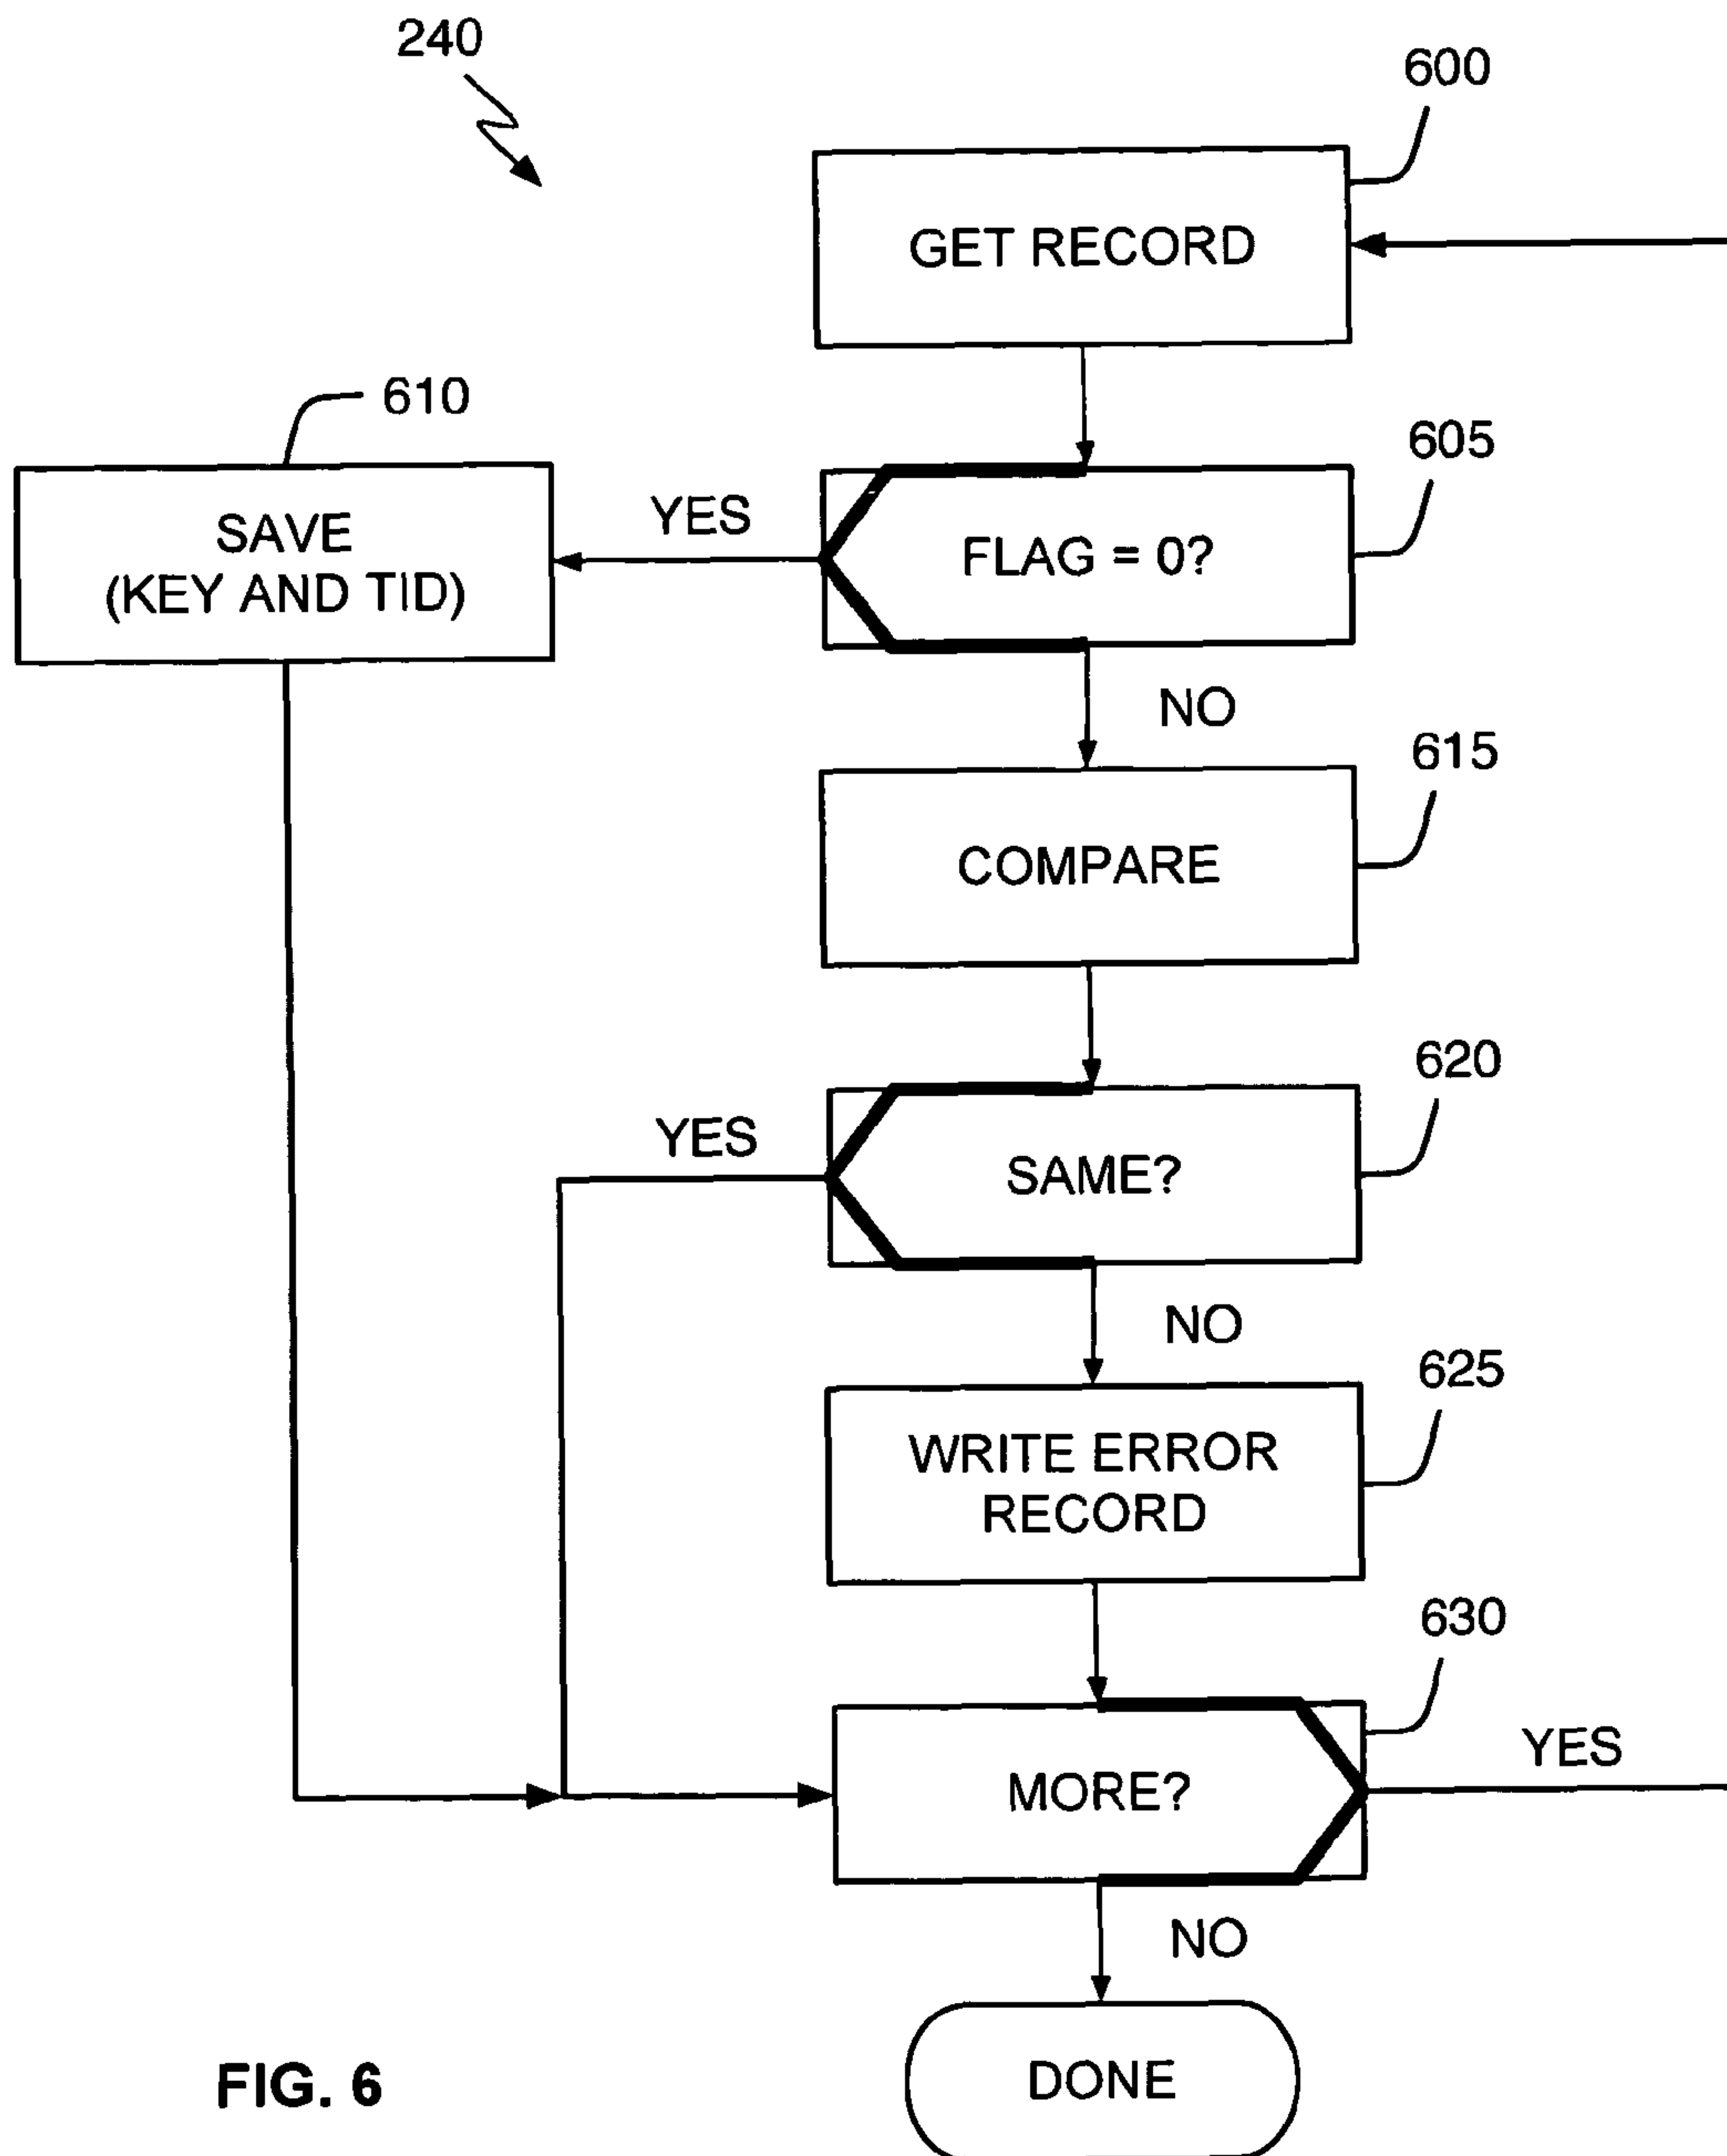 240
600
GET RECORD
610
605
SAVE
(KEY AND TID)
YES
FLAG = 0?
NO
615
COMPARE
620
YES
SAME?
NO
625
WRITE ERROR
RECORD
630
MORE?
YES
NO
DONE
FIG. 6